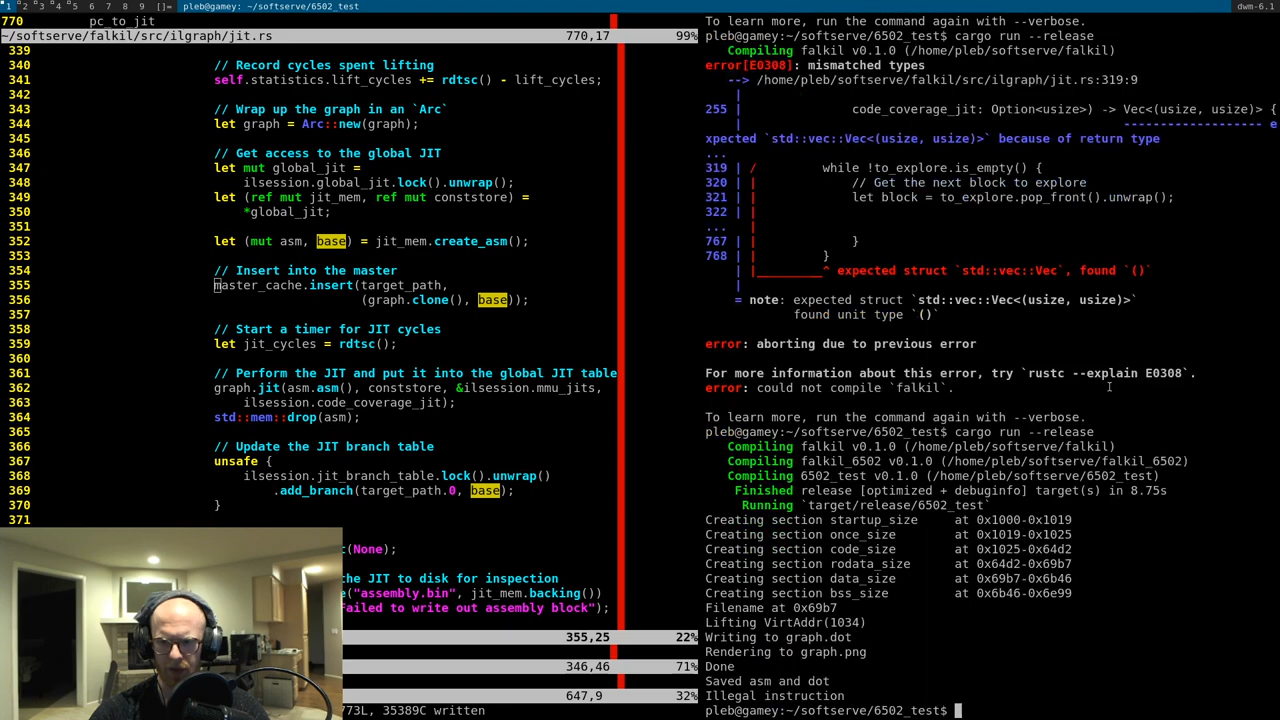 1 2 3 4 5 6 7 8 9 []= pleb@gamey: ~/softserve/6502_test dwm-6.1
770 pc_to_jit
~/softserve/falkil/src/ilgraph/jit.rs 770,17 99%
339
340 // Record cycles spent lifting
341 self.statistics.lift_cycles += rdtsc() - lift_cycles;
342
343 // Wrap up the graph in an `Arc`
344 let graph = Arc::new(graph);
345
346 // Get access to the global JIT
347 let mut global_jit =
348 ilsession.global_jit.lock().unwrap();
349 let (ref mut jit_mem, ref mut conststore) =
350 *global_jit;
351
352 let (mut asm, base) = jit_mem.create_asm();
353
354 // Insert into the master
355 master_cache.insert(target_path,
356 (graph.clone(), base));
357
358 // Start a timer for JIT cycles
359 let jit_cycles = rdtsc();
360
361 // Perform the JIT and put it into the global JIT table
362 graph.jit(asm.asm(), conststore, &ilsession.mmu_jits,
363 ilsession.code_coverage_jit);
364 std::mem::drop(asm);
365
366 // Update the JIT branch table
367 unsafe {
368 ilsession.jit_branch_table.lock().unwrap()
369 .add_branch(target_path.0, base);
370 }
371
t(None);
the JIT to disk for inspection
e("assembly.bin", jit_mem.backing())
Failed to write out assembly block");
355,25 22%
346,46 71%
647,9 32%
773L, 35389C written
To learn more, run the command again with --verbose.
pleb@gamey:~/softserve/6502_test$ cargo run --release
Compiling falkil v0.1.0 (/home/pleb/softserve/falkil)
error[E0308]: mismatched types
--> /home/pleb/softserve/falkil/src/ilgraph/jit.rs:319:9
|
255 | code_coverage_jit: Option<usize>) -> Vec<(usize, usize)> {
| ------------------- e
xpected `std::vec::Vec<(usize, usize)>` because of return type
...
319 | / while !to_explore.is_empty() {
320 | | // Get the next block to explore
321 | | let block = to_explore.pop_front().unwrap();
322 | |
... |
767 | | }
768 | | }
| |_________^ expected struct `std::vec::Vec`, found `()`
|
= note: expected struct `std::vec::Vec<(usize, usize)>`
found unit type `()`
error: aborting due to previous error
For more information about this error, try `rustc --explain E0308`.
error: could not compile `falkil`.
To learn more, run the command again with --verbose.
pleb@gamey:~/softserve/6502_test$ cargo run --release
Compiling falkil v0.1.0 (/home/pleb/softserve/falkil)
Compiling falkil_6502 v0.1.0 (/home/pleb/softserve/falkil_6502)
Compiling 6502_test v0.1.0 (/home/pleb/softserve/6502_test)
Finished release [optimized + debuginfo] target(s) in 8.75s
Running `target/release/6502_test`
Creating section startup_size at 0x1000-0x1019
Creating section once_size at 0x1019-0x1025
Creating section code_size at 0x1025-0x64d2
Creating section rodata_size at 0x64d2-0x69b7
Creating section data_size at 0x69b7-0x6b46
Creating section bss_size at 0x6b46-0x6e99
Filename at 0x69b7
Lifting VirtAddr(1034)
Writing to graph.dot
Rendering to graph.png
Done
Saved asm and dot
Illegal instruction
pleb@gamey:~/softserve/6502_test$